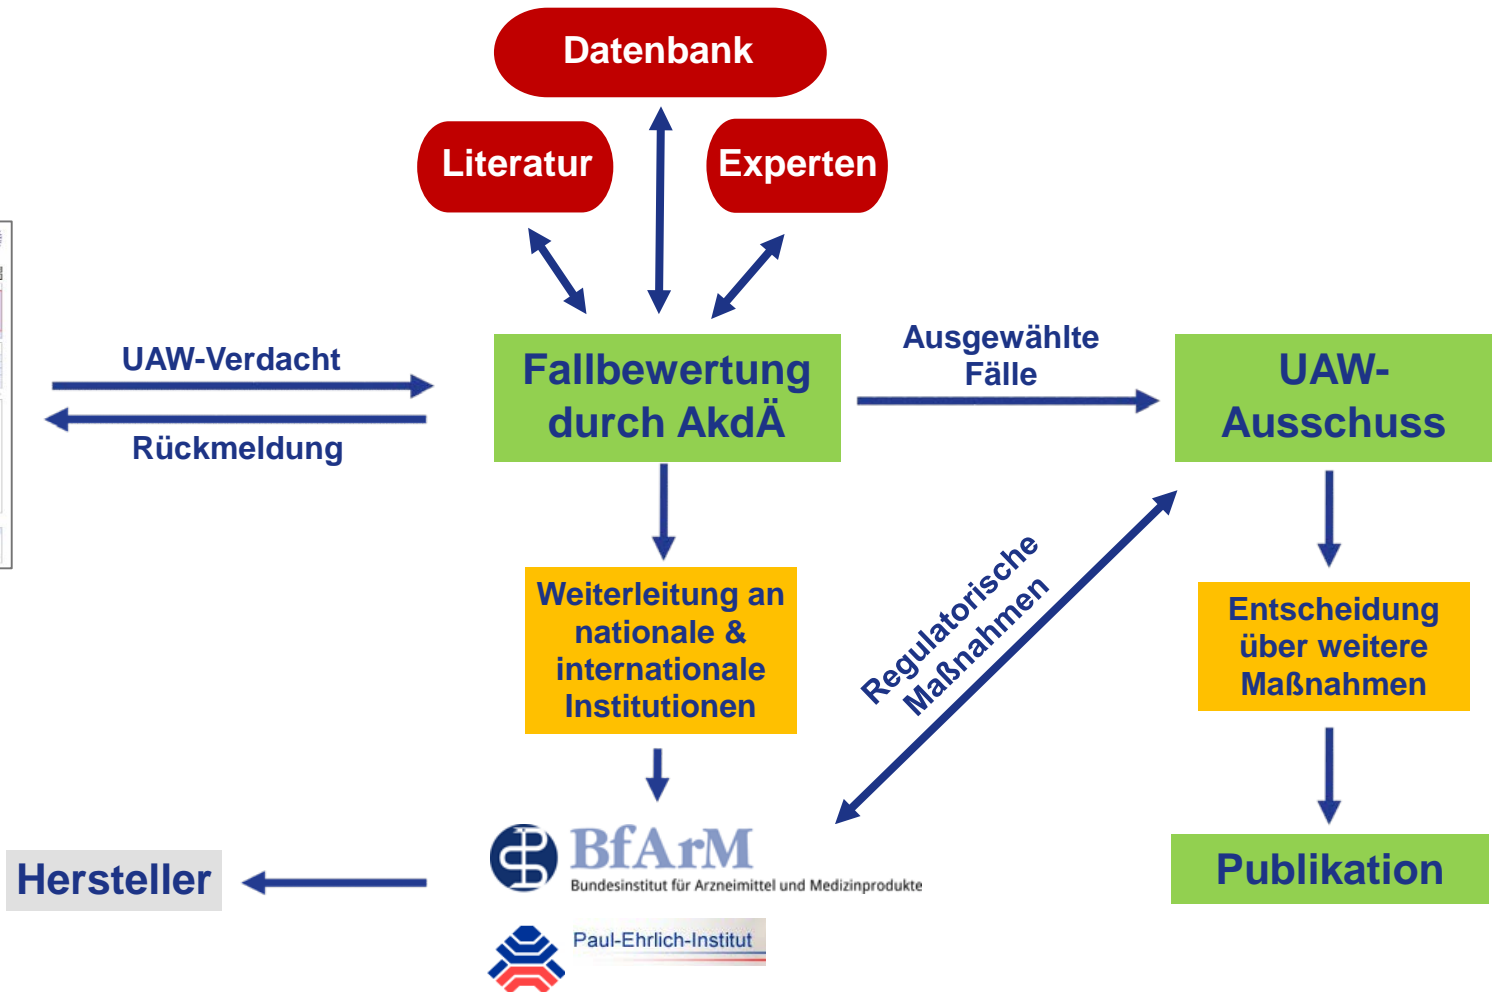 Datenbank
Literatur
Experten
UAW-Verdacht
Rückmeldung
Fallbewertung
durch AkdÄ
Ausgewählte
Fälle
UAW-
Ausschuss
Weiterleitung an
nationale &
internationale
Institutionen
Regulatorische
Maßnahmen
Entscheidung
über weitere
Maßnahmen
Hersteller
BfArM
Bundesinstitut für Arzneimittel und Medizinprodukte
Publikation
Paul-Ehrlich-Institut